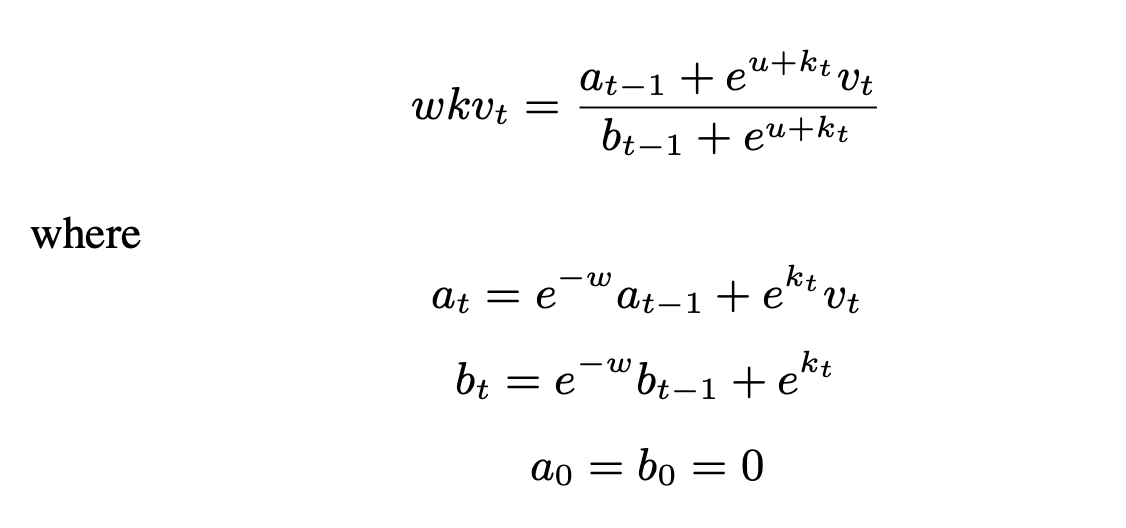 wkv_t = \frac{a_{t-1} + e^{u+k_t} v_t}{b_{t-1} + e^{u+k_t}}
where
a_t = e^{-w} a_{t-1} + e^{k_t} v_t
b_t = e^{-w} b_{t-1} + e^{k_t}
a_0 = b_0 = 0